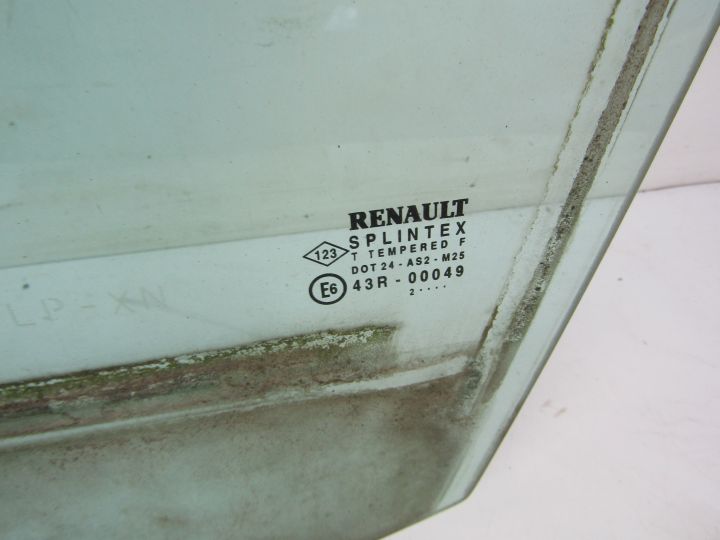 RENAULT
SPLINTEX
123 T TEMPERED F
DOT 24 - AS2 - M25
E6 43R - 00049
2 ....